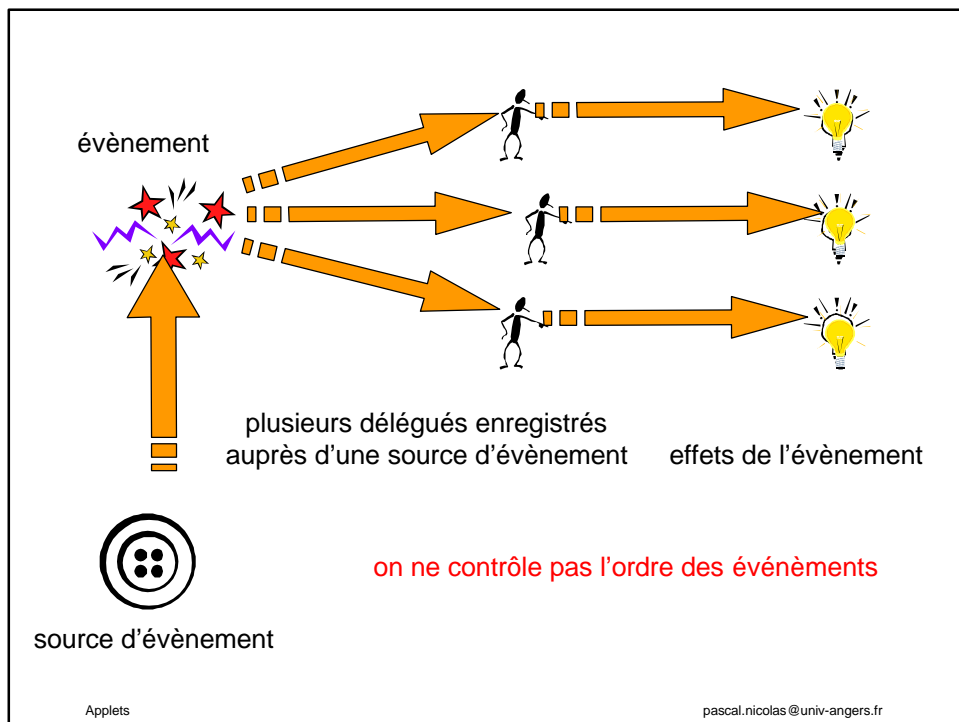 évènement
plusieurs délégués enregistrés
auprès d’une source d’évènement
effets de l’évènement
on ne contrôle pas l’ordre des événèments
source d’évènement
Applets
pascal.nicolas@univ-angers.fr